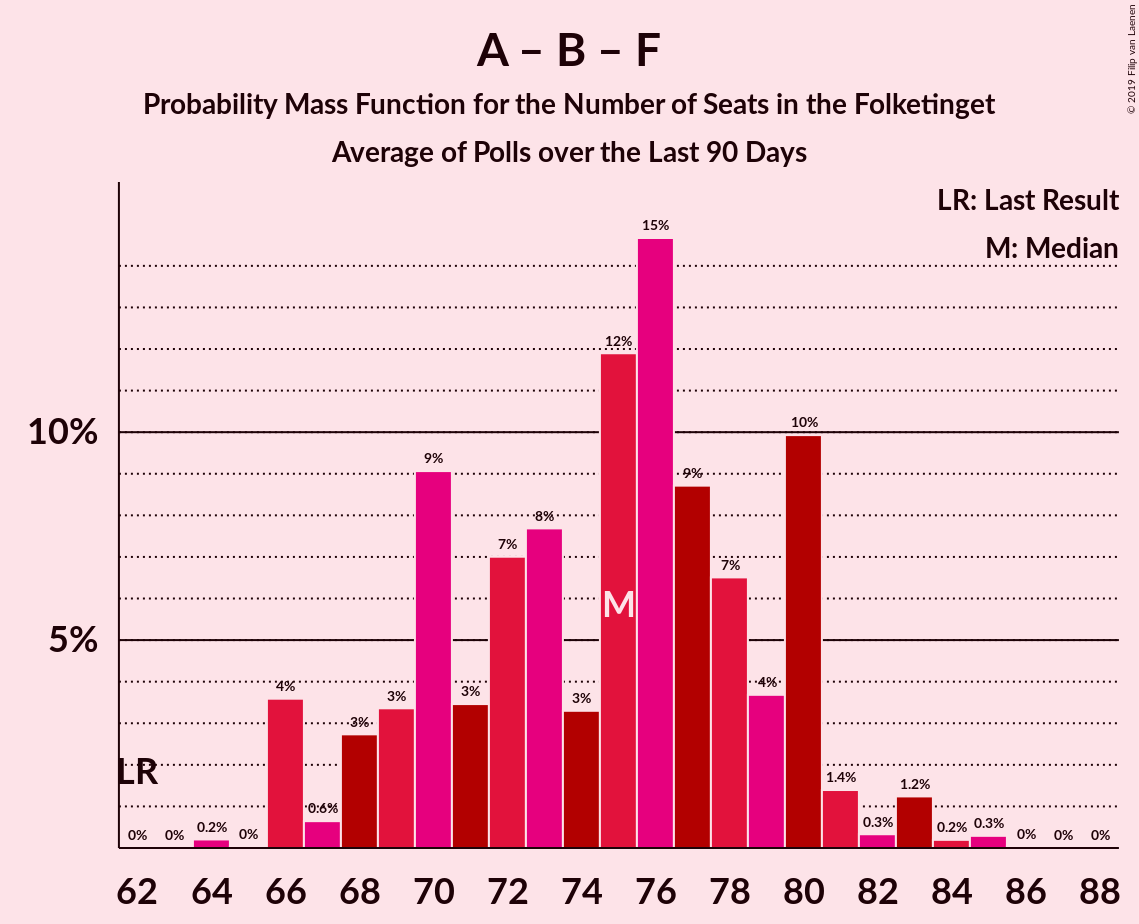 A – B – F
Probability Mass Function for the Number of Seats in the Folketinget
Average of Polls over the Last 90 Days
© 2019 Filip van Laenen
LR: Last Result
M: Median
15%
12%
10%
10%
9%
9%
8%
7%
7%
M
5%
4%
4%
3%
3%
3%
3%
LR
1.4%
1.2%
0.6%
0% 0% 0.2% 0% 0.3% 0.2% 0.3% 0% 0% 0%
62 64 66 68 70 72 74 76 78 80 82 84 86 88